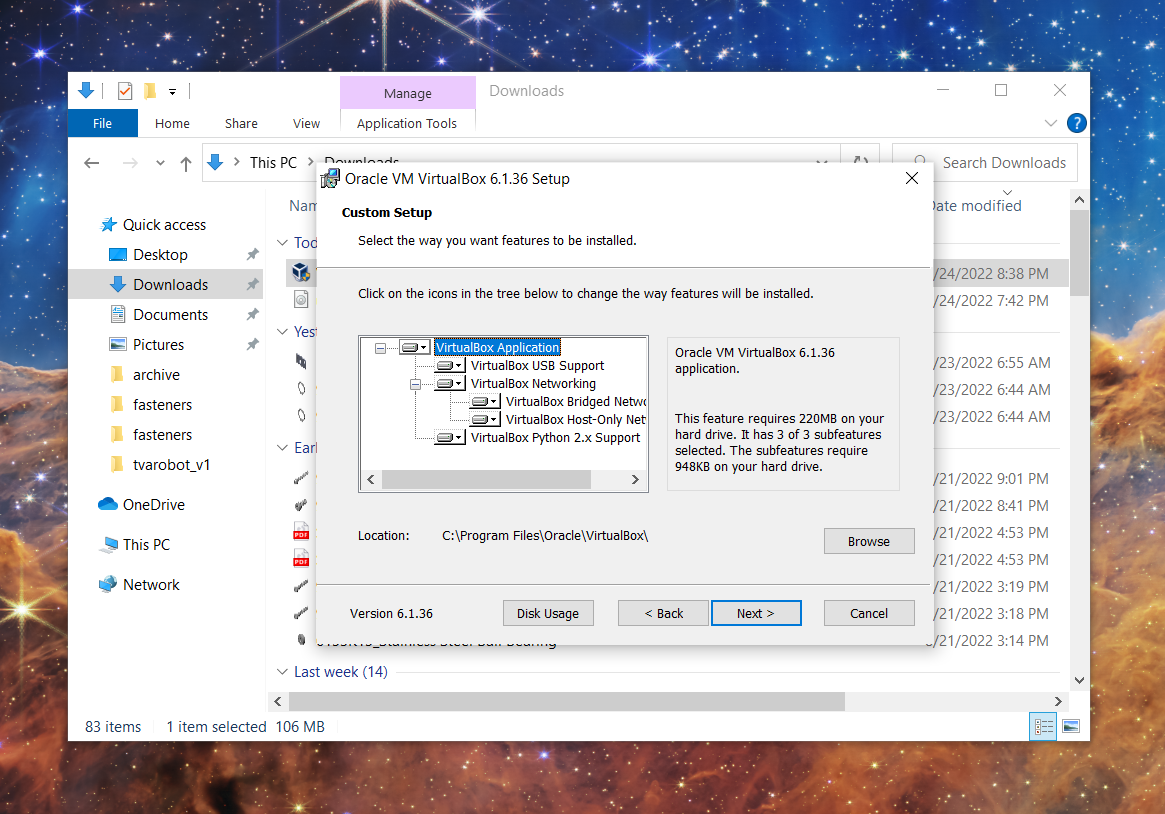 Manage
Downloads
File
Home
Share
View
Application Tools
?
This PC
Downloads
Search Downloads
Oracle VM VirtualBox 6.1.36 Setup
Custom Setup
Select the way you want features to be installed.
Click on the icons in the tree below to change the way features will be installed.
VirtualBox Application
VirtualBox USB Support
VirtualBox Networking
VirtualBox Bridged Netw
VirtualBox Host-Only Net
VirtualBox Python 2.x Support
Oracle VM VirtualBox 6.1.36
application.
This feature requires 220MB on your
hard drive. It has 3 of 3 subfeatures
selected. The subfeatures require
948KB on your hard drive.
Location:
C:\Program Files\Oracle\VirtualBox\
Browse
Version 6.1.36
Disk Usage
< Back
Next >
Cancel
Quick access
Desktop
Downloads
Documents
Pictures
archive
fasteners
fasteners
tvarobot_v1
OneDrive
This PC
Network
Nam
Date modified
Tod
/24/2022 8:38 PM
/24/2022 7:42 PM
Yest
/23/2022 6:55 AM
/23/2022 6:44 AM
/23/2022 6:44 AM
Earl
/21/2022 9:01 PM
/21/2022 8:41 PM
PDF
/21/2022 4:53 PM
PDF
/21/2022 4:53 PM
/21/2022 3:19 PM
/21/2022 3:18 PM
/21/2022 3:14 PM
Last week (14)
83 items
1 item selected
106 MB